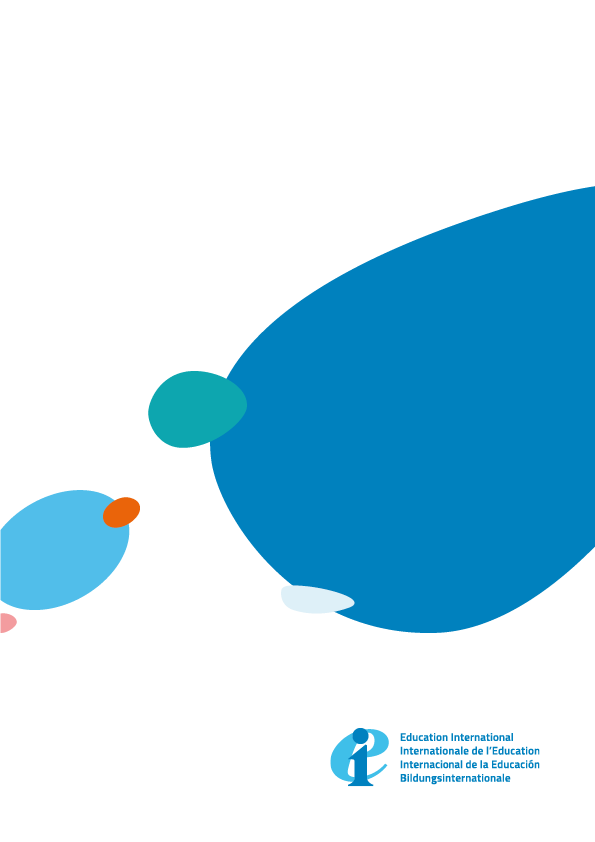 Education International
Internationale de l'Education
Internacional de la Educación
Bildungsinternationale